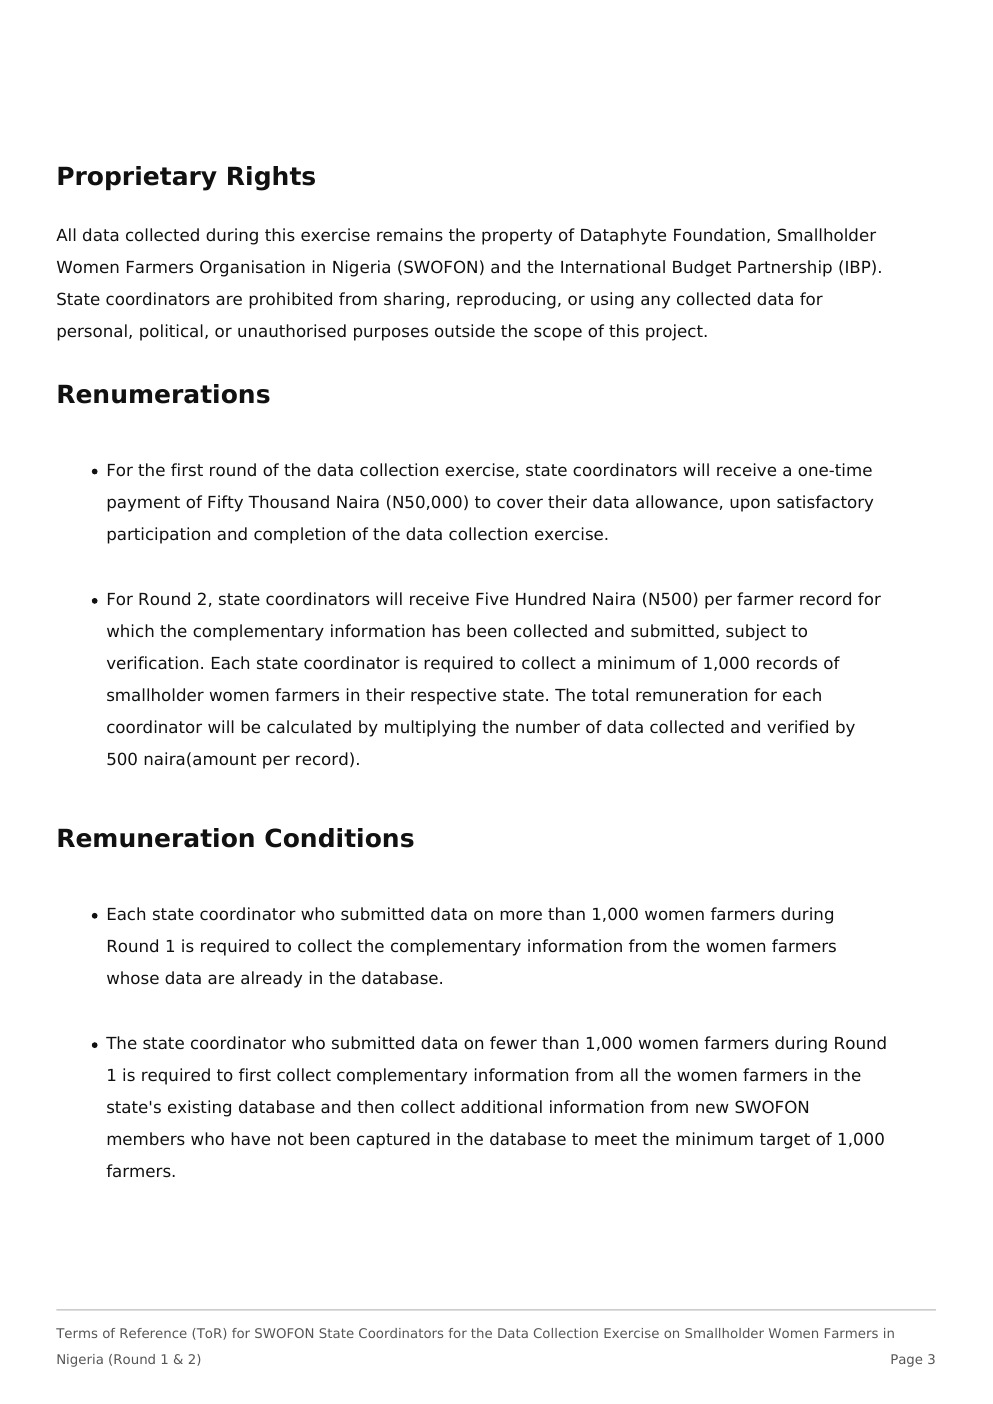 Proprietary Rights
All data collected during this exercise remains the property of Dataphyte Foundation, Smallholder
Women Farmers Organisation in Nigeria (SWOFON) and the International Budget Partnership (IBP).
State coordinators are prohibited from sharing, reproducing, or using any collected data for
personal, political, or unauthorised purposes outside the scope of this project.
Renumerations
• For the first round of the data collection exercise, state coordinators will receive a one-time
payment of Fifty Thousand Naira (N50,000) to cover their data allowance, upon satisfactory
participation and completion of the data collection exercise.
• For Round 2, state coordinators will receive Five Hundred Naira (N500) per farmer record for
which the complementary information has been collected and submitted, subject to
verification. Each state coordinator is required to collect a minimum of 1,000 records of
smallholder women farmers in their respective state. The total remuneration for each
coordinator will be calculated by multiplying the number of data collected and verified by
500 naira(amount per record).
Remuneration Conditions
• Each state coordinator who submitted data on more than 1,000 women farmers during
Round 1 is required to collect the complementary information from the women farmers
whose data are already in the database.
• The state coordinator who submitted data on fewer than 1,000 women farmers during Round
1 is required to first collect complementary information from all the women farmers in the
state's existing database and then collect additional information from new SWOFON
members who have not been captured in the database to meet the minimum target of 1,000
farmers.
Terms of Reference (ToR) for SWOFON State Coordinators for the Data Collection Exercise on Smallholder Women Farmers in
Nigeria (Round 1 & 2) Page 3